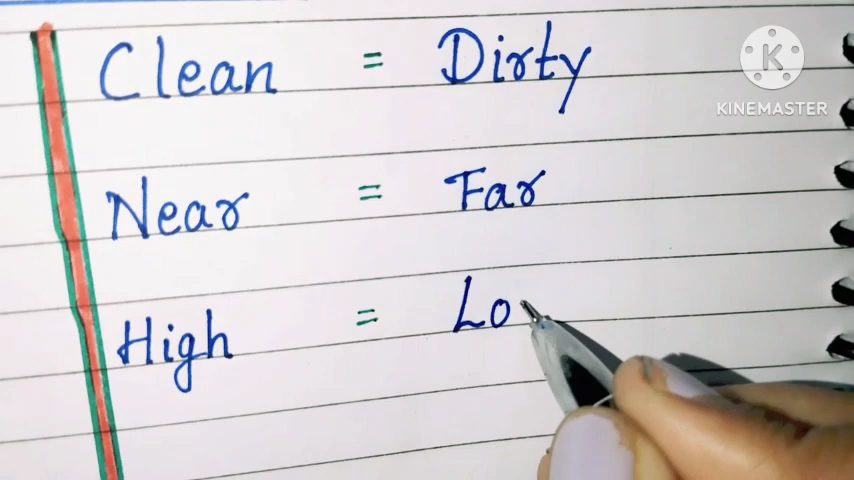 Clean = Dirty
K
KINEMASTER
Near = Far
High = Lo